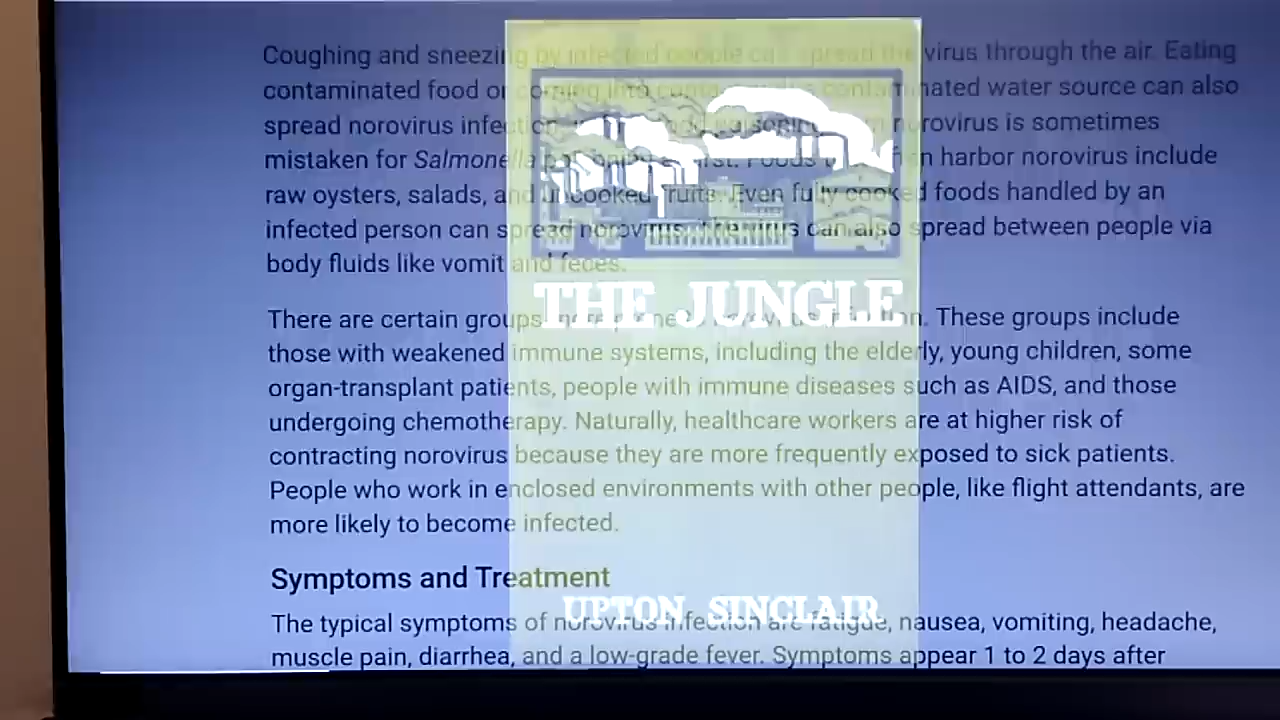 Coughing and sneezing by infected people can spread the virus through the air. Eating
contaminated food or coming into contaminated water source can also
spread norovirus infection, poisoning norovirus is sometimes
mistaken for Salmonella poisoning first. Foods harbor norovirus include
raw oysters, salads, and uncooked fruits. Even fully cooked foods handled by an
infected person can spread norovirus. The virus can also spread between people via
body fluids like vomit and feces.
THE JUNGLE
There are certain groups more prone to norovirus infection. These groups include
those with weakened immune systems, including the elderly, young children, some
organ-transplant patients, people with immune diseases such as AIDS, and those
undergoing chemotherapy. Naturally, healthcare workers are at higher risk of
contracting norovirus because they are more frequently exposed to sick patients.
People who work in enclosed environments with other people, like flight attendants, are
more likely to become infected.
Symptoms and Treatment
UPTON SINCLAIR
The typical symptoms of norovirus infection are fatigue, nausea, vomiting, headache,
muscle pain, diarrhea, and a low-grade fever. Symptoms appear 1 to 2 days after